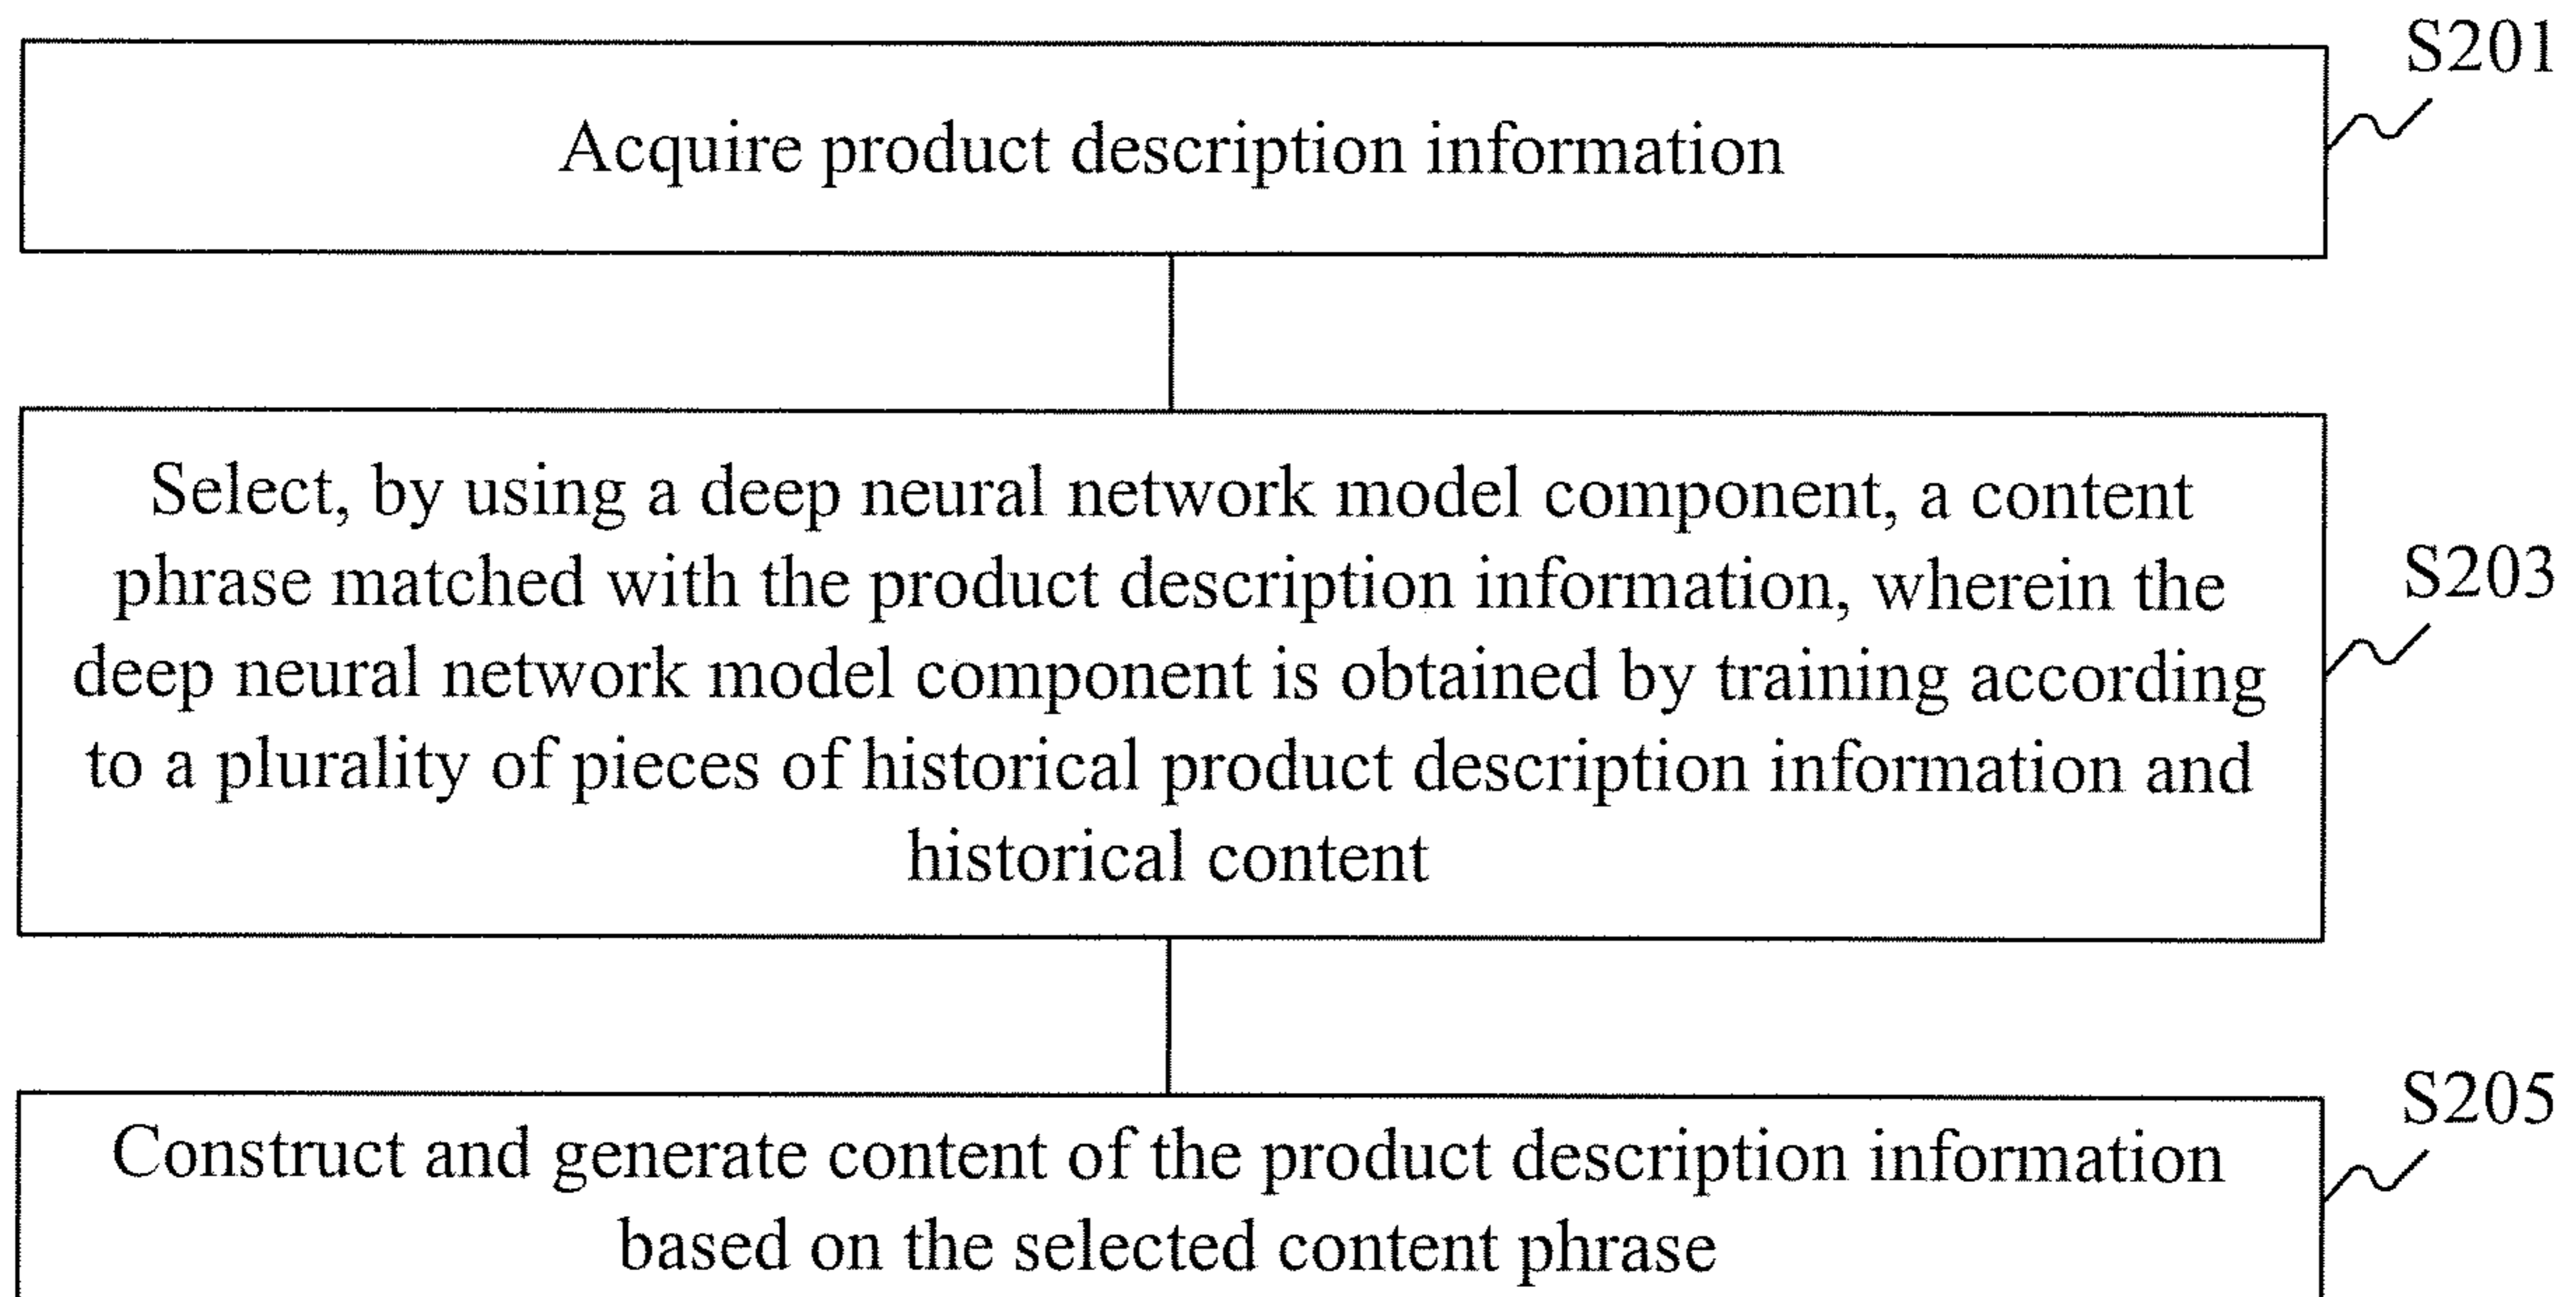 S201
Acquire product description information
Select, by using a deep neural network model component, a content
phrase matched with the product description information, wherein the
deep neural network model component is obtained by training according
to a plurality of pieces of historical product description information and
historical content
S203
Construct and generate content of the product description information
based on the selected content phrase
S205